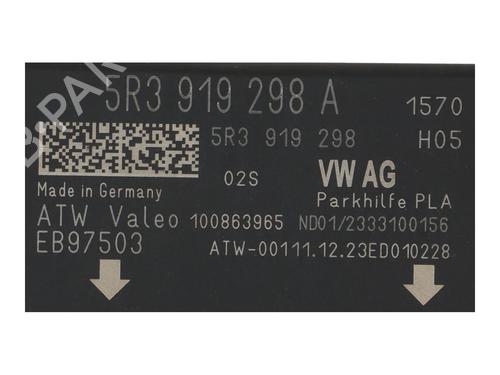 5R3 919 298 A 1570
5R3 919 298 H05
02S VW AG
Made in Germany Parkhilfe PLA
ATW Valeo 100863965 ND01/2333100156
EB97503 ATW-00111.12.23ED010228